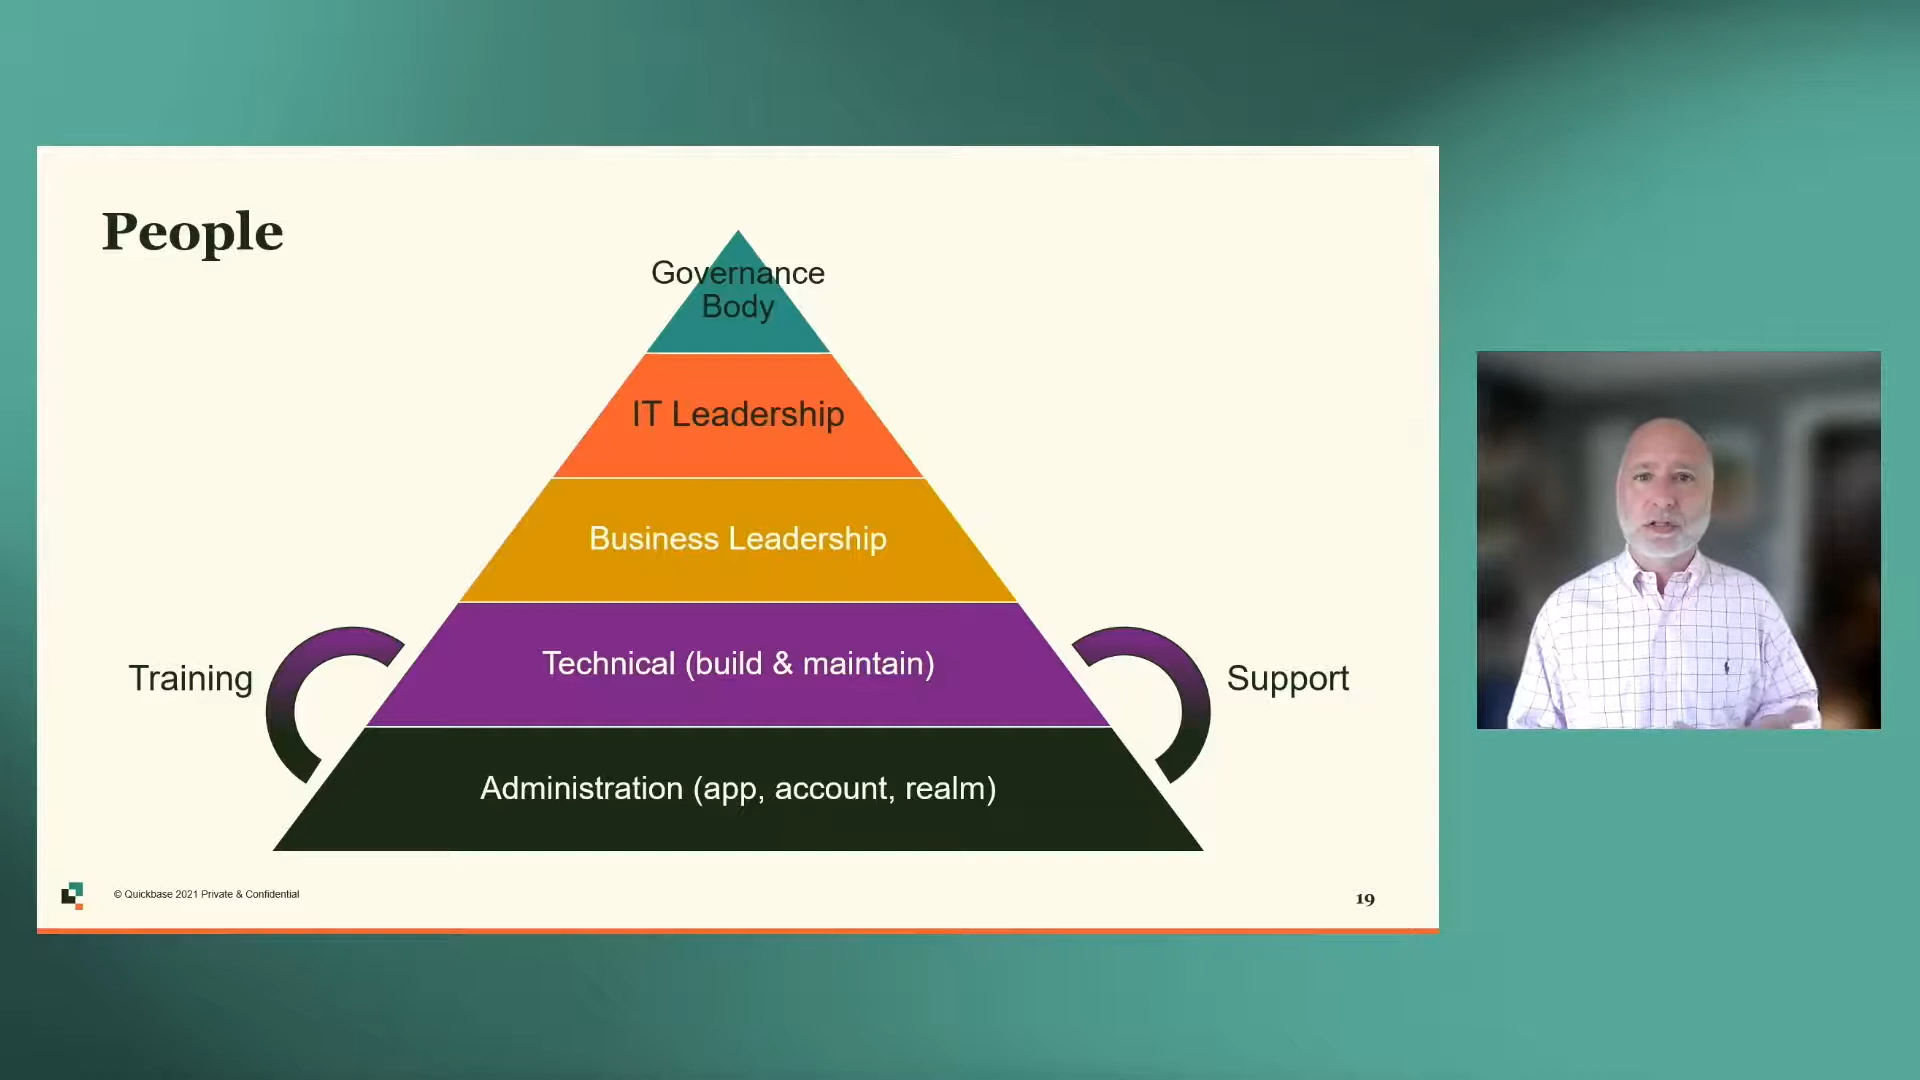 People
Governance
Body
IT Leadership
Business Leadership
Technical (build & maintain)
Training
Support
Administration (app, account, realm)
© Quickbase 2021 Private & Confidential
19